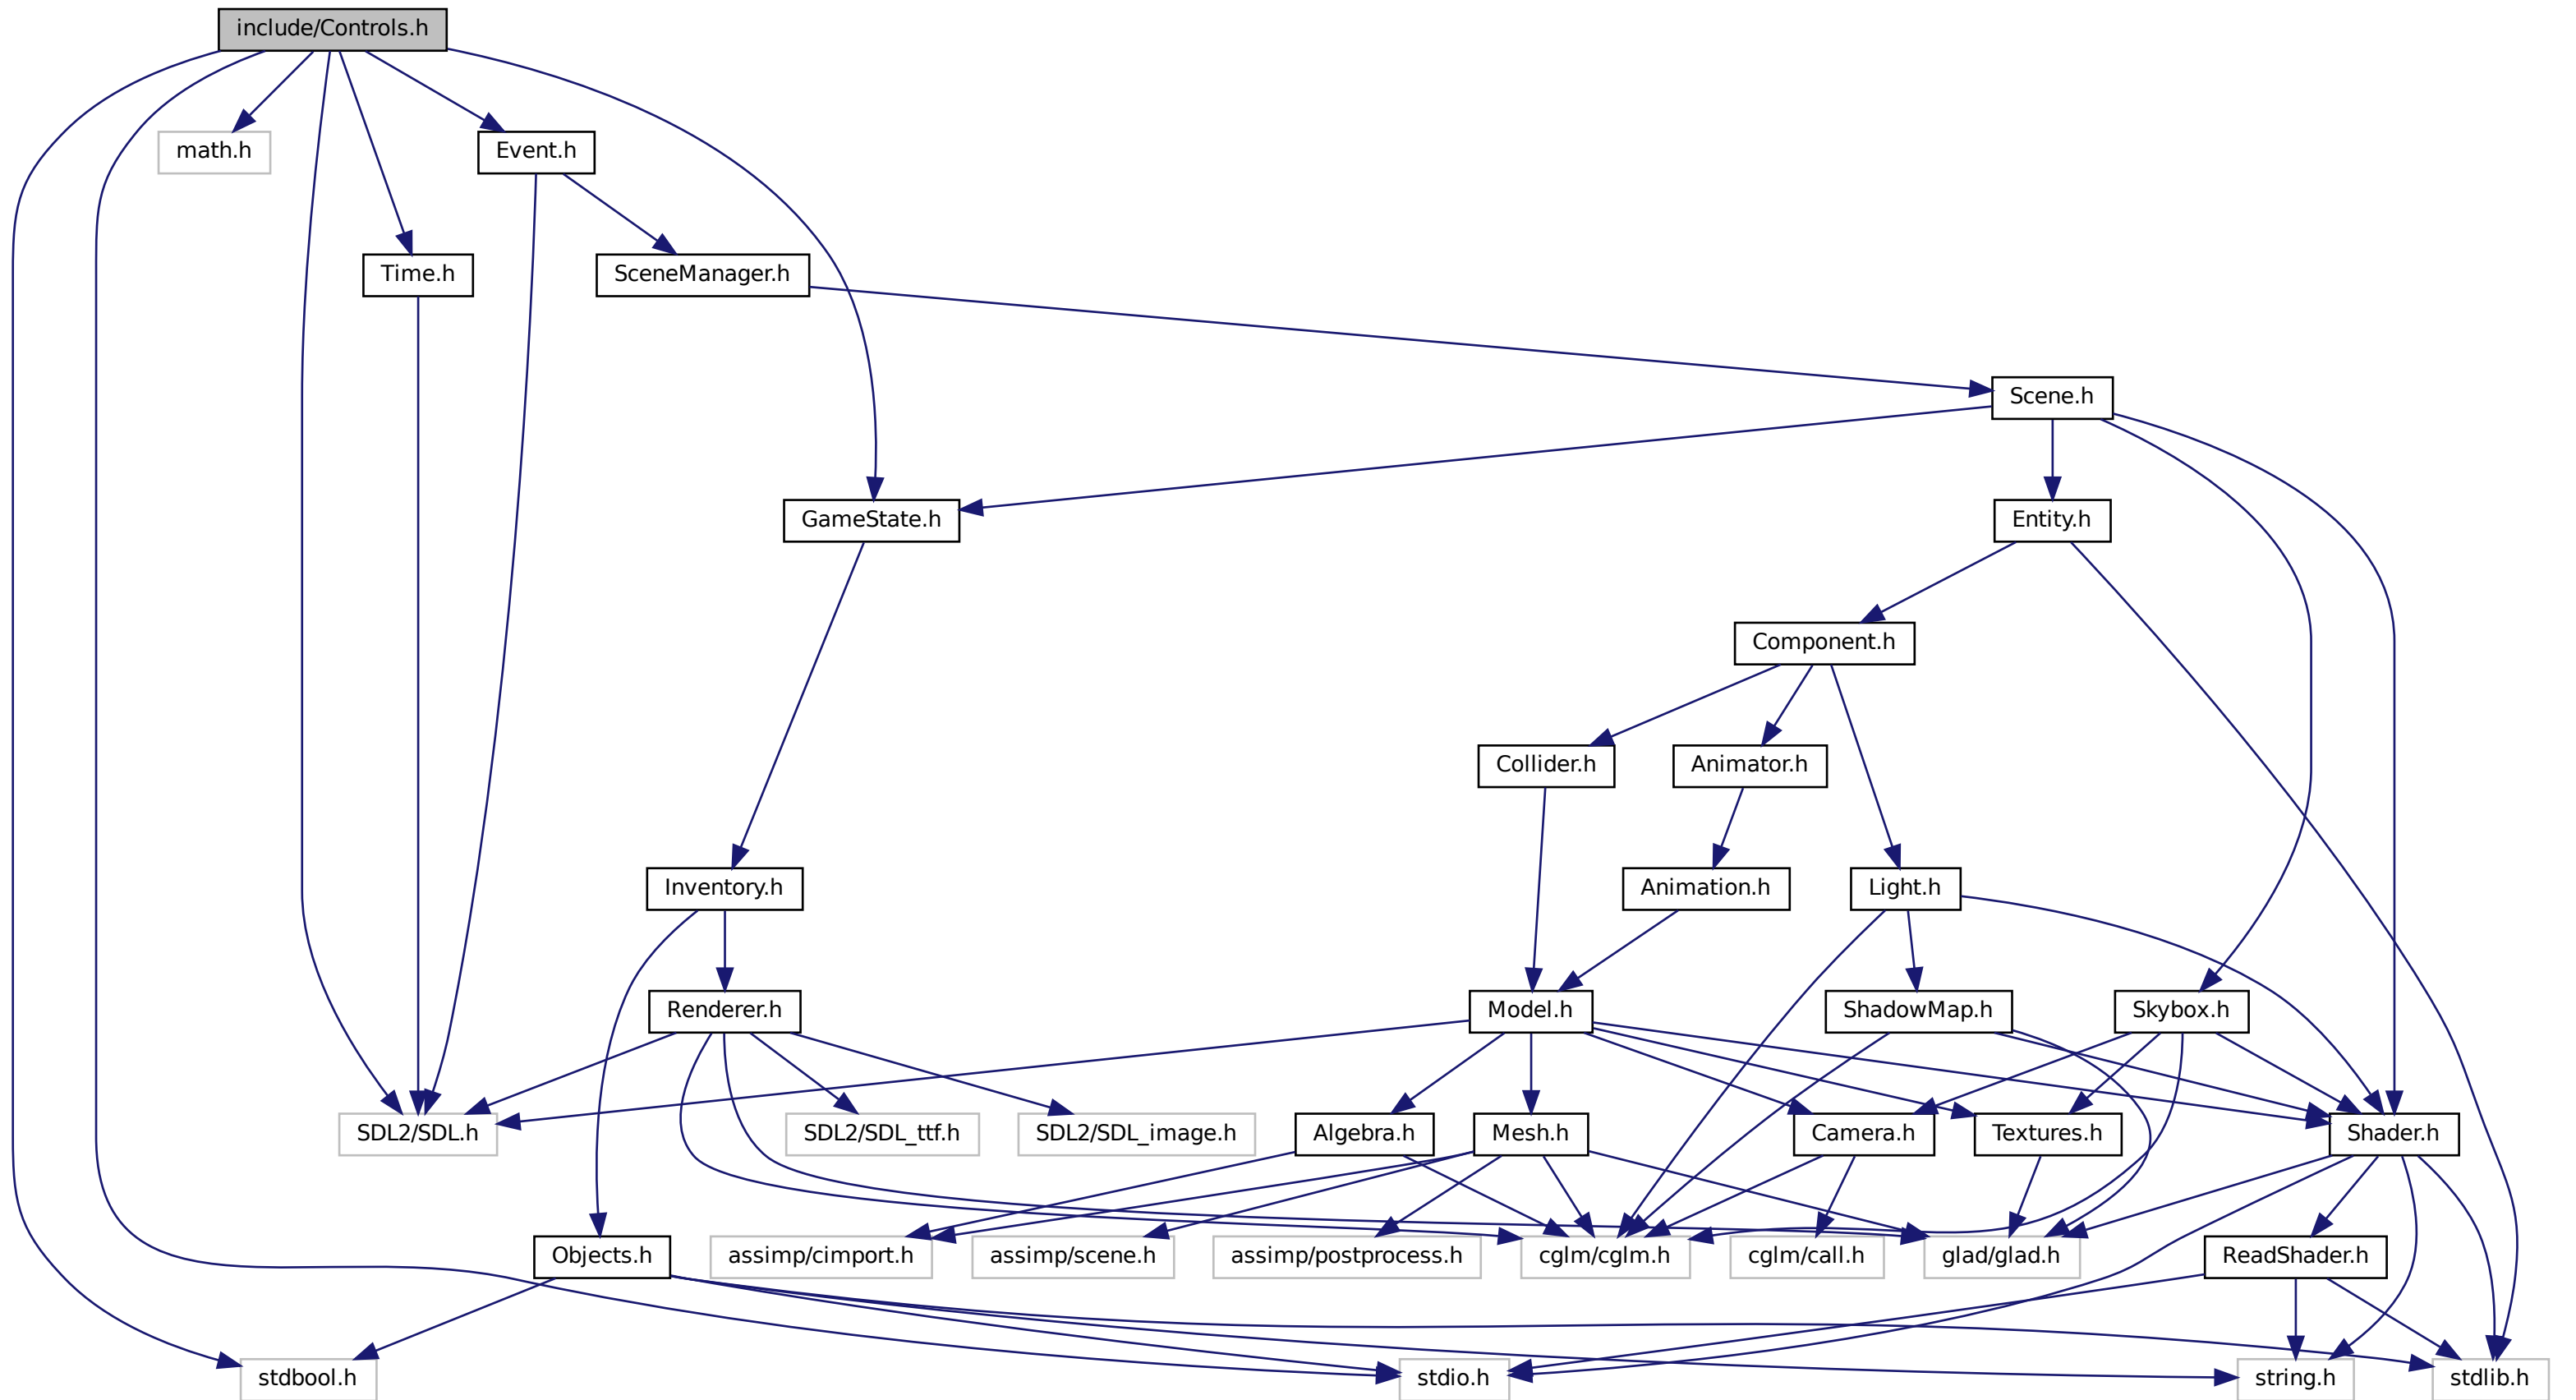 include/Controls.h
math.h
Event.h
Time.h
SceneManager.h
Scene.h
GameState.h
Entity.h
Component.h
Collider.h
Animator.h
Inventory.h
Animation.h
Light.h
Renderer.h
Model.h
ShadowMap.h
Skybox.h
SDL2/SDL.h
SDL2/SDL_ttf.h
SDL2/SDL_image.h
Algebra.h
Mesh.h
Camera.h
Textures.h
Shader.h
Objects.h
assimp/cimport.h
assimp/scene.h
assimp/postprocess.h
cglm/cglm.h
cglm/call.h
glad/glad.h
ReadShader.h
stdbool.h
stdio.h
string.h
stdlib.h